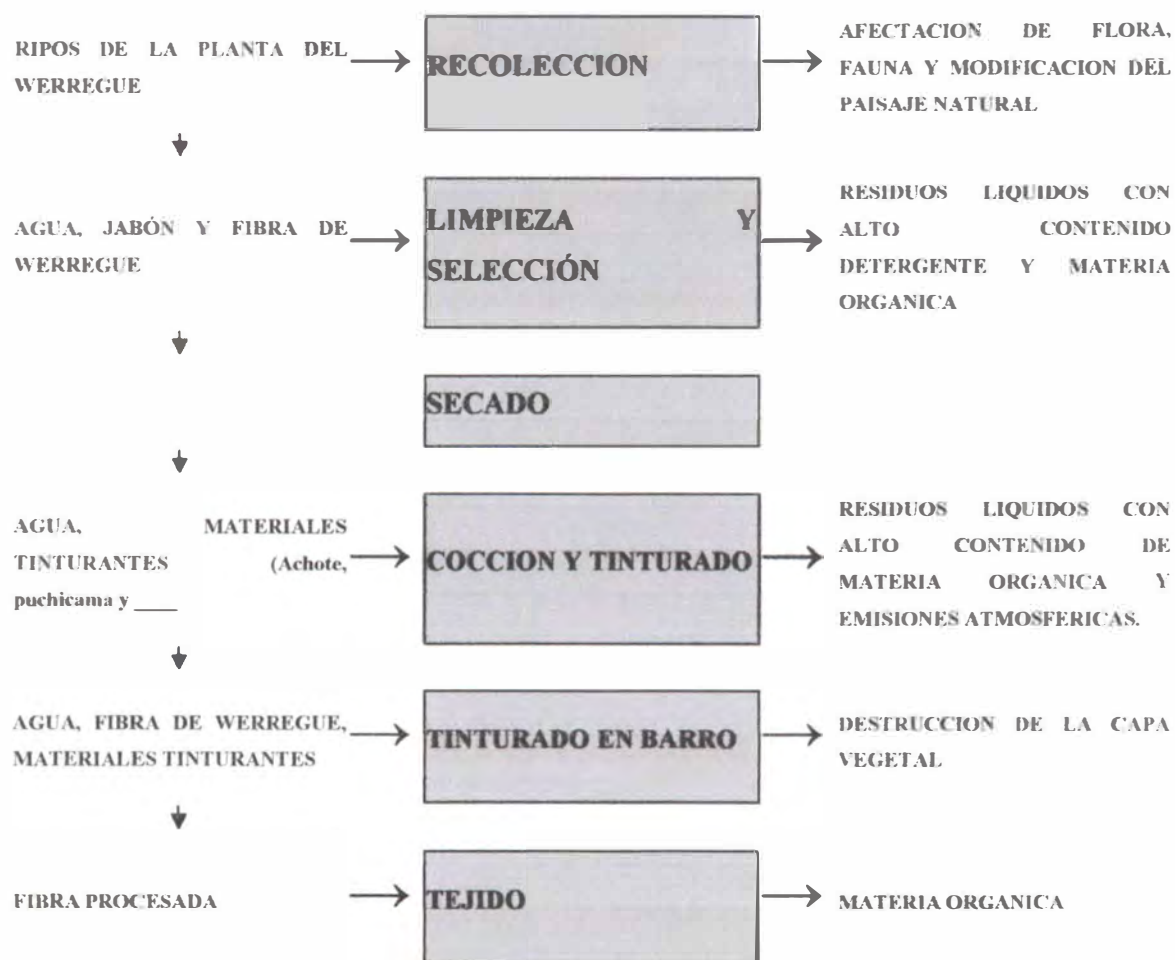 RIPOS DE LA PLANTA DEL
WERREGUE
RECOLECCION
AFECTACION DE FLORA,
FAUNA Y MODIFICACION DEL
PAISAJE NATURAL
AGUA, JABÓN Y FIBRA DE
WERREGUE
LIMPIEZA Y
SELECCIÓN
RESIDUOS LIQUIDOS CON
ALTO CONTENIDO
DETERGENTE Y MATERIA
ORGANICA
SECADO
AGUA, MATERIALES
TINTURANTES (Achote,
puchicama y ____
COCCION Y TINTURADO
RESIDUOS LIQUIDOS CON
ALTO CONTENIDO DE
MATERIA ORGANICA Y
EMISIONES ATMOSFERICAS.
AGUA, FIBRA DE WERREGUE,
MATERIALES TINTURANTES
TINTURADO EN BARRO
DESTRUCCION DE LA CAPA
VEGETAL
FIBRA PROCESADA
TEJIDO
MATERIA ORGANICA